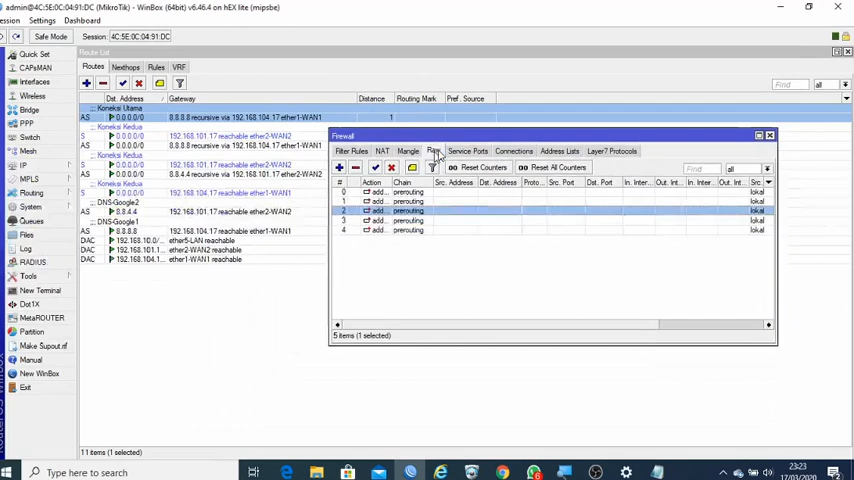 admin@4C:5E:0C:04:91:DC (MikroTik) - WinBox (64bit) v6.46.4 on hEX lite (mipsbe)
ession Settings Dashboard
Safe Mode Session: 4C:5E:0C:04:91:DC
Quick Set
CAPsMAN
Interfaces
Wireless
Bridge
PPP
Switch
Mesh
IP
MPLS
Routing
System
Queues
Files
Log
RADIUS
Tools
New Terminal
Dot1X
MetaROUTER
Partition
Make Supout.rif
Manual
New WinBox
Exit
Route List
Routes Nexthops Rules VRF
Find all
Dst. Address Gateway Distance Routing Mark Pref. Source
;;; Koneksi Utama
AS 0.0.0.0/0 8.8.8.8 recursive via 192.168.104.17 ether1-WAN1 1
;;; Koneksi Kedua
S 0.0.0.0/0 192.168.101.17 reachable ether2-WAN2
AS 0.0.0.0/0 8.8.4.4 recursive via 192.168.101.17 ether2-WAN2
;;; Koneksi Kedua
AS 0.0.0.0/0 8.8.8.8 recursive via 192.168.104.17 ether1-WAN1
;;; Koneksi Kedua
S 0.0.0.0/0 192.168.101.17 reachable ether2-WAN2
;;; Koneksi Kedua
S 0.0.0.0/0 192.168.104.17 reachable ether1-WAN1
;;; DNS-Google2
AS 8.8.4.4 192.168.101.17 reachable ether2-WAN2
;;; DNS-Google1
AS 8.8.8.8 192.168.104.17 reachable ether1-WAN1
DAC 192.168.10.0/... ether5-LAN reachable
DAC 192.168.101.1... ether2-WAN2 reachable
DAC 192.168.104.1... ether1-WAN1 reachable
11 items (1 selected)
Firewall
Filter Rules NAT Mangle Raw Service Ports Connections Address Lists Layer7 Protocols
00 Reset Counters 00 Reset All Counters Find all
# Action Chain Src. Address Dst. Address Proto... Src. Port Dst. Port In. Inter... Out. Int... In. Inter... Out. Int... Src.
0 add... prerouting lokal
1 add... prerouting lokal
2 add... prerouting lokal
3 add... prerouting lokal
4 add... prerouting lokal
5 items (1 selected)
Type here to search
23:23
17/03/2020